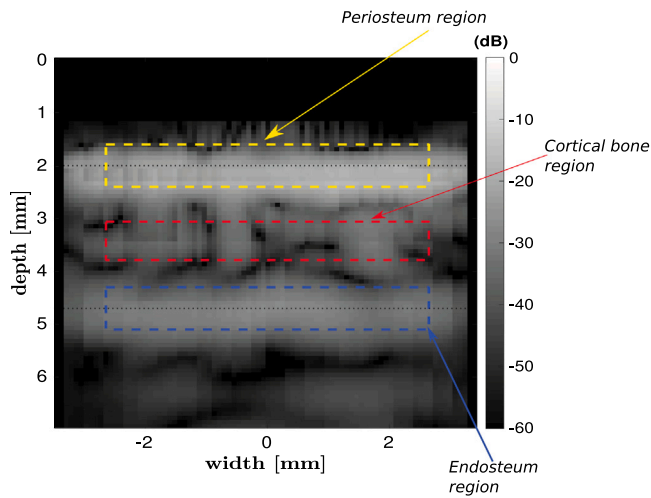 Periosteum region
(dB)
0
0
1
-10
Cortical bone
region
2
-20
3
depth [mm]
-30
4
-40
5
-50
6
-60
-2
0
2
width [mm]
Endosteum
region